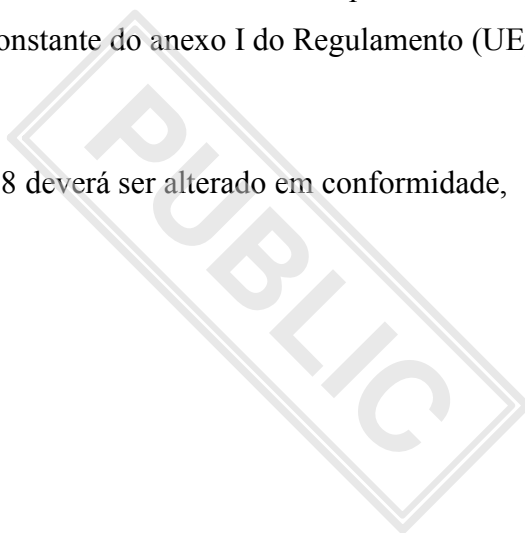 onstante do anexo I do Regulamento (UE
8 deverá ser alterado em conformidade,
PUBLIC